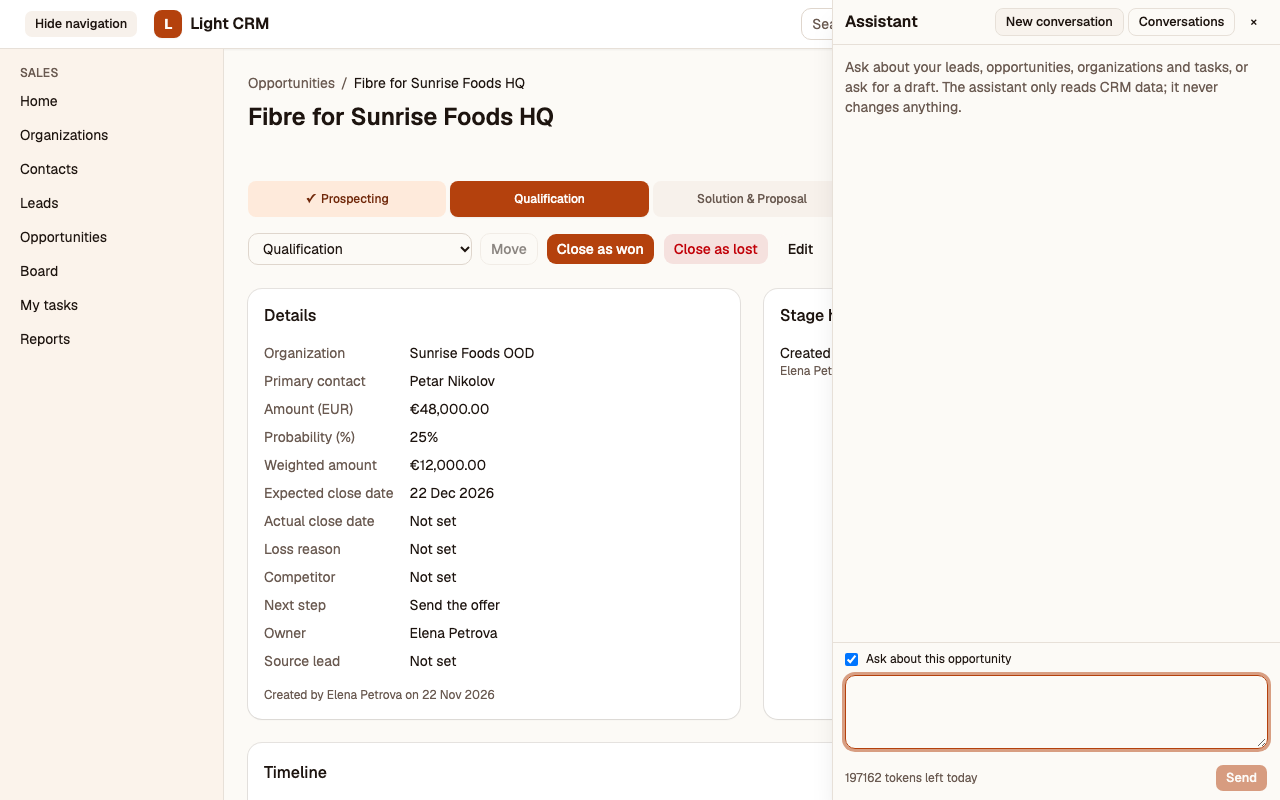 Hide navigation
L
Light CRM
Sea
SALES
Home
Organizations
Contacts
Leads
Opportunities
Board
My tasks
Reports
Opportunities / Fibre for Sunrise Foods HQ
Fibre for Sunrise Foods HQ
✓ Prospecting
Qualification
Solution & Proposal
Qualification
Move
Close as won
Close as lost
Edit
Details
Organization Sunrise Foods OOD
Primary contact Petar Nikolov
Amount (EUR) €48,000.00
Probability (%) 25%
Weighted amount €12,000.00
Expected close date 22 Dec 2026
Actual close date Not set
Loss reason Not set
Competitor Not set
Next step Send the offer
Owner Elena Petrova
Source lead Not set
Created by Elena Petrova on 22 Nov 2026
Stage
Created
Elena Pet
Timeline
Assistant
New conversation
Conversations
×
Ask about your leads, opportunities, organizations and tasks, or
ask for a draft. The assistant only reads CRM data; it never
changes anything.
Ask about this opportunity
197162 tokens left today
Send